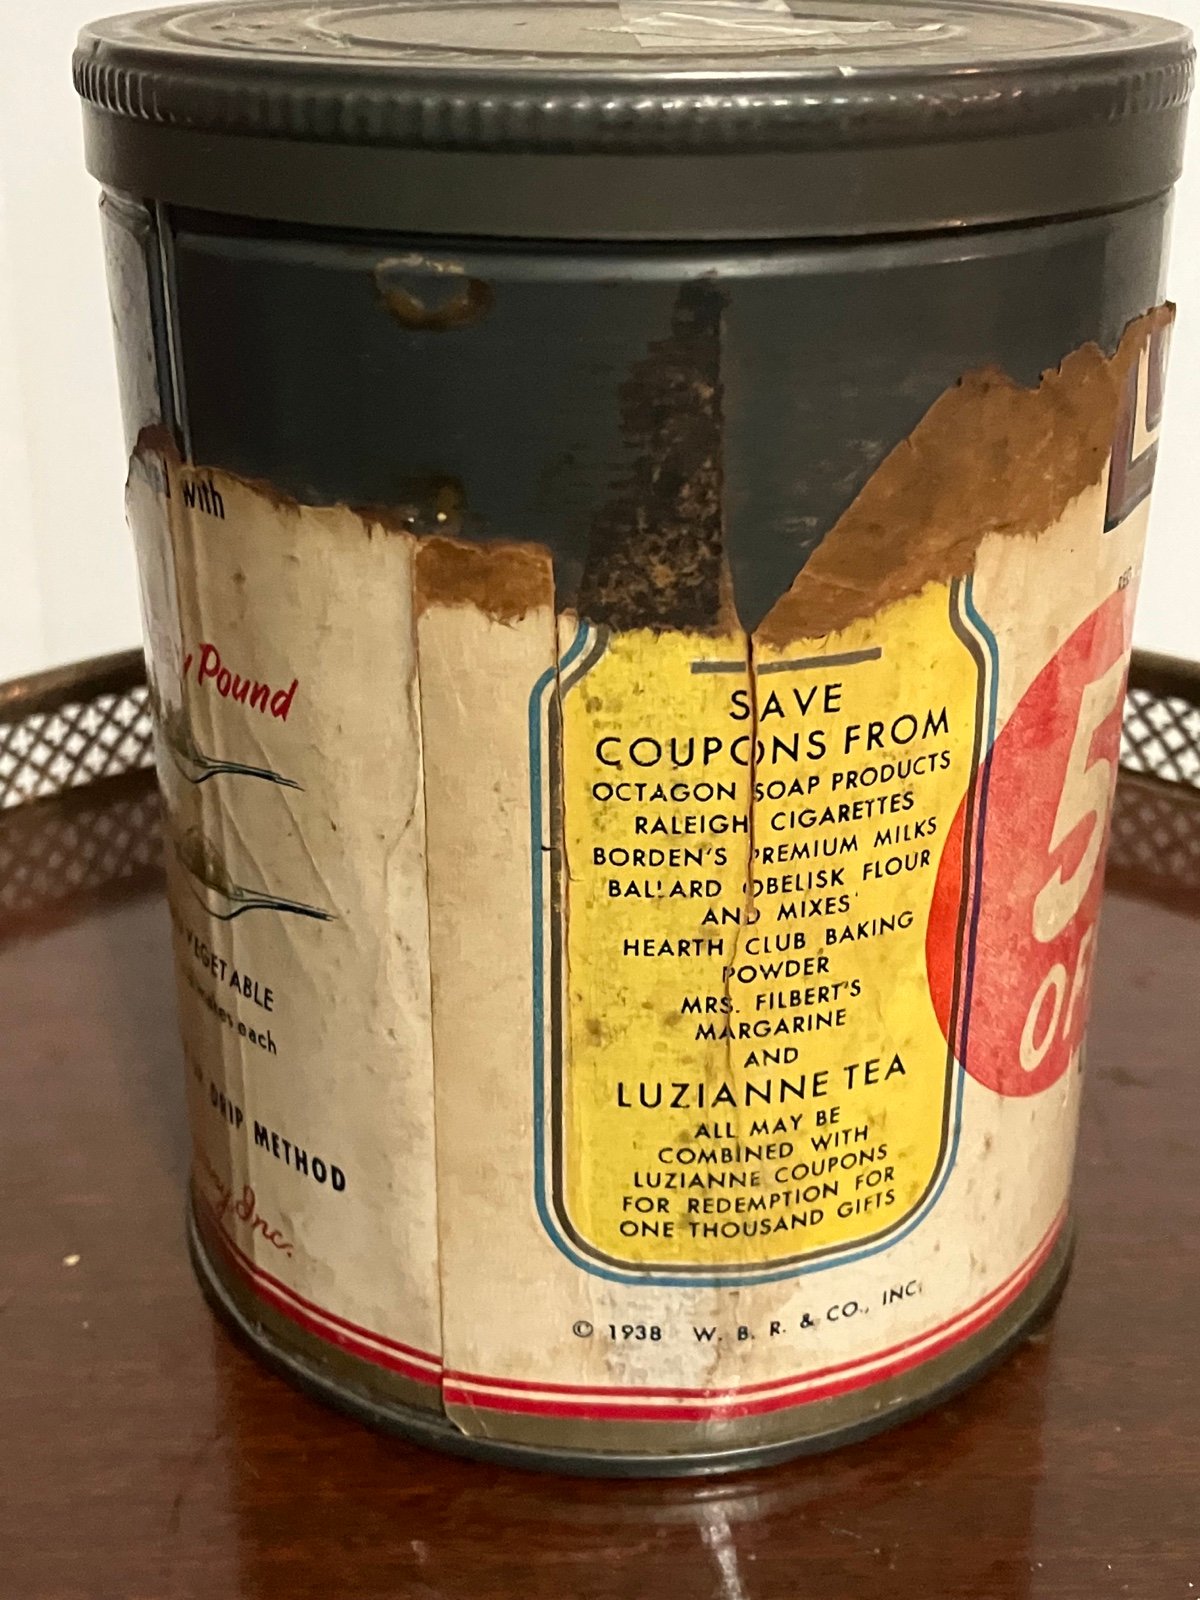 with
Pound
VEGETABLE
each
DRIP METHOD
Inc.
SAVE
COUPONS FROM
OCTAGON SOAP PRODUCTS
RALEIGH CIGARETTES
BORDEN'S PREMIUM MILKS
BALLARD OBELISK FLOUR
AND MIXES
HEARTH CLUB BAKING
POWDER
MRS. FILBERT'S
MARGARINE
AND
LUZIANNE TEA
ALL MAY BE
COMBINED WITH
LUZIANNE COUPONS
FOR REDEMPTION FOR
ONE THOUSAND GIFTS
© 1938 W. B. R. & CO., INC.
5